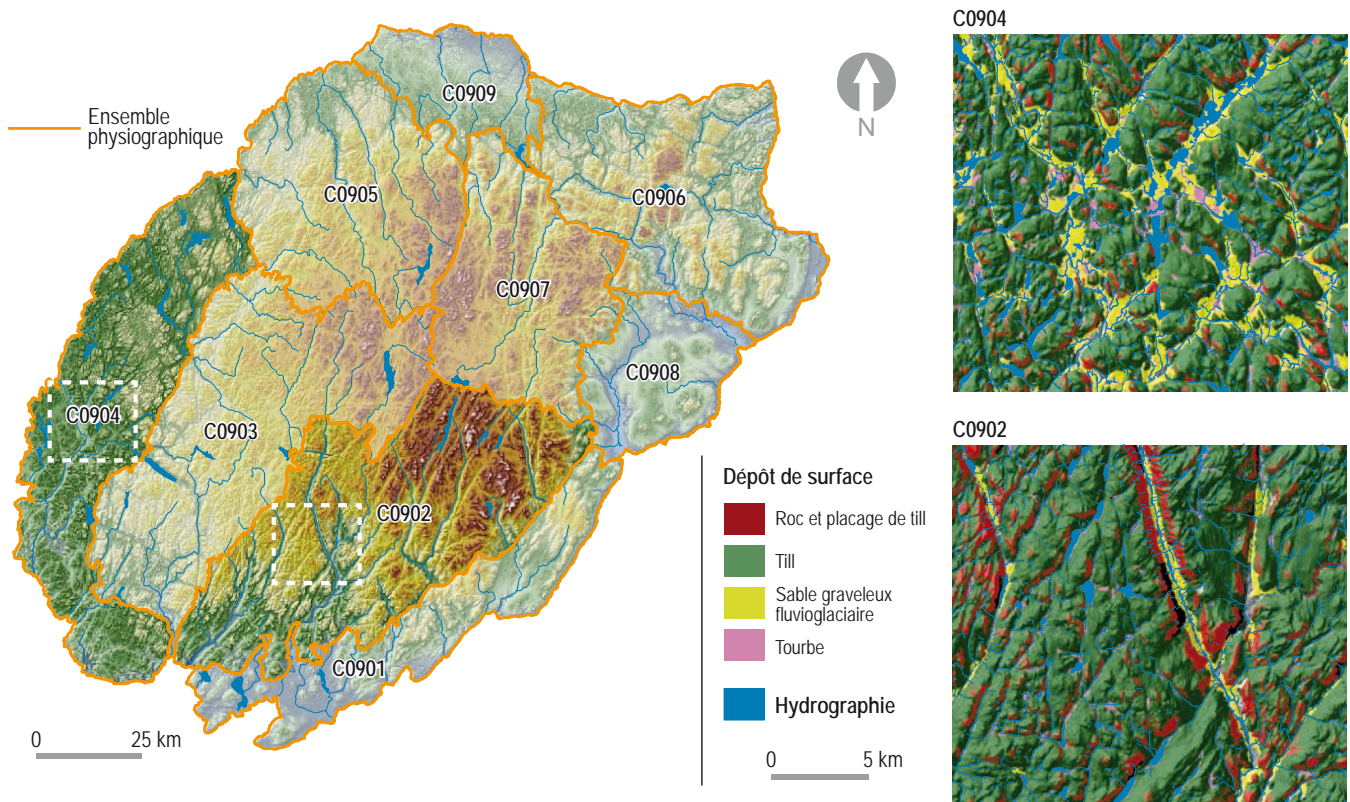 Ensemble
physiographique
C0909
C0905
C0906
C0907
C0908
C0904
C0903
C0902
C0901
0 25 km
N
Dépôt de surface
Roc et placage de till
Till
Sable graveleux
fluvioglaciaire
Tourbe
Hydrographie
0 5 km
C0904
C0902